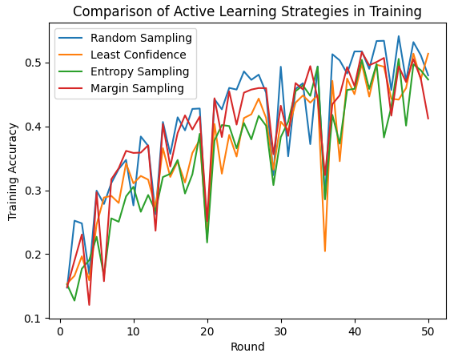 Comparison of Active Learning Strategies in Training
Random Sampling
Least Confidence
Entropy Sampling
Margin Sampling
Training Accuracy
0.5
0.4
0.3
0.2
0.1
0
10
20
30
40
50
Round